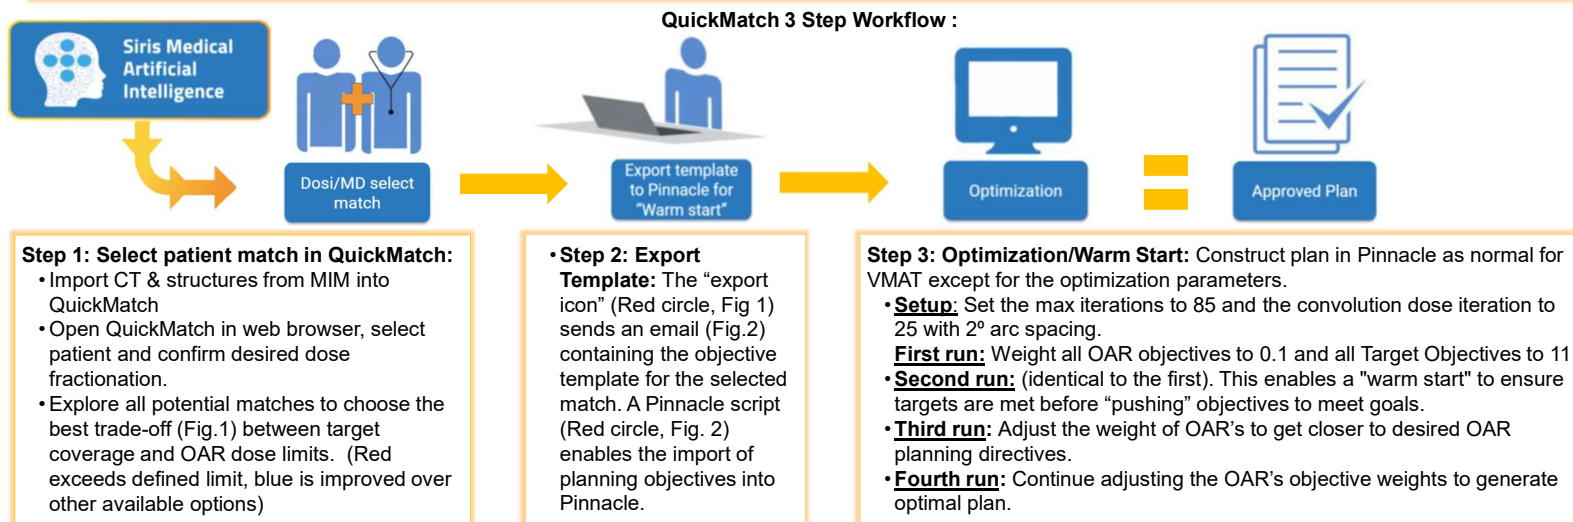 QuickMatch 3 Step Workflow :
Siris Medical
Artificial
Intelligence
Dosi/MD select
match
Export template
to Pinnacle for
“Warm start”
Optimization
Approved Plan
Step 1: Select patient match in QuickMatch:
• Import CT & structures from MIM into
QuickMatch
• Open QuickMatch in web browser, select
patient and confirm desired dose
fractionation.
• Explore all potential matches to choose the
best trade-off (Fig.1) between target
coverage and OAR dose limits.  (Red
exceeds defined limit, blue is improved over
other available options)
• Step 2: Export
Template: The “export
icon” (Red circle, Fig 1)
sends an email (Fig.2)
containing the objective
template for the selected
match. A Pinnacle script
(Red circle, Fig. 2)
enables the import of
planning objectives into
Pinnacle.
Step 3: Optimization/Warm Start: Construct plan in Pinnacle as normal for
VMAT except for the optimization parameters.
• Setup: Set the max iterations to 85 and the convolution dose iteration to
25 with 2º arc spacing.
First run: Weight all OAR objectives to 0.1 and all Target Objectives to 11
• Second run: (identical to the first). This enables a "warm start" to ensure
targets are met before “pushing” objectives to meet goals.
• Third run: Adjust the weight of OAR’s to get closer to desired OAR
planning directives.
• Fourth run: Continue adjusting the OAR’s objective weights to generate
optimal plan.